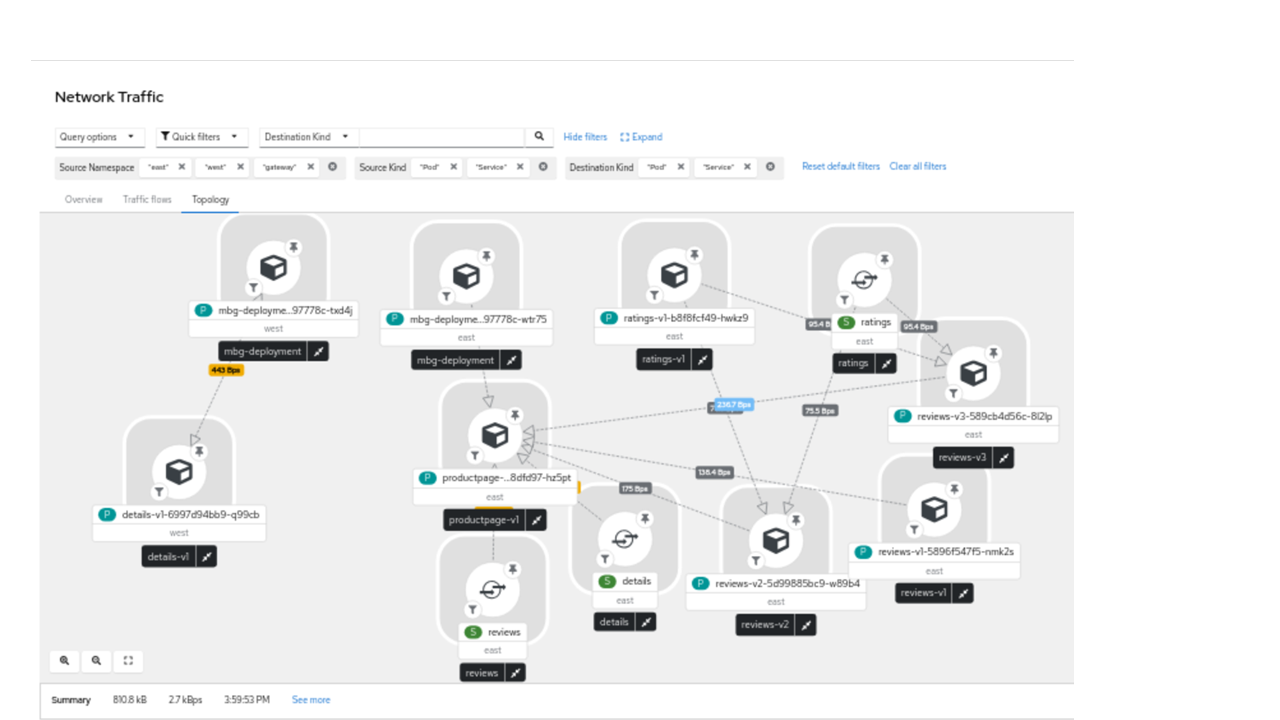 Network Traffic
Query options Quick filters Destination Kind Hide filters Expand
Source Namespace "east" "west" "gateway" Source Kind "Pod" "Service" Destination Kind "Pod" "Service" Reset default filters Clear all filters
Overview Traffic flows Topology
P mbg-deployme...97778c-txd4j
west
mbg-deployment
443 Bps
P mbg-deployme...97778c-wtr75
east
mbg-deployment
P ratings-v1-b8f8fcf49-hwkz9
east
ratings-v1
95.4 B
S ratings
east
ratings
95.4 Bps
P reviews-v3-589cb4d56c-8l2lp
east
reviews-v3
236.7 Bps
75.5 Bps
138.4 Bps
175 Bps
P productpage-...8dfd97-hz5pt
east
productpage-v1
P details-v1-6997d94bb9-q99cb
west
details-v1
S details
east
details
P reviews-v2-5d99885bc9-w89b4
east
reviews-v2
P reviews-v1-5896f547f5-nmk2s
east
reviews-v1
S reviews
east
reviews
Summary 810.8 kB 2.7 kBps 3:59:53 PM See more